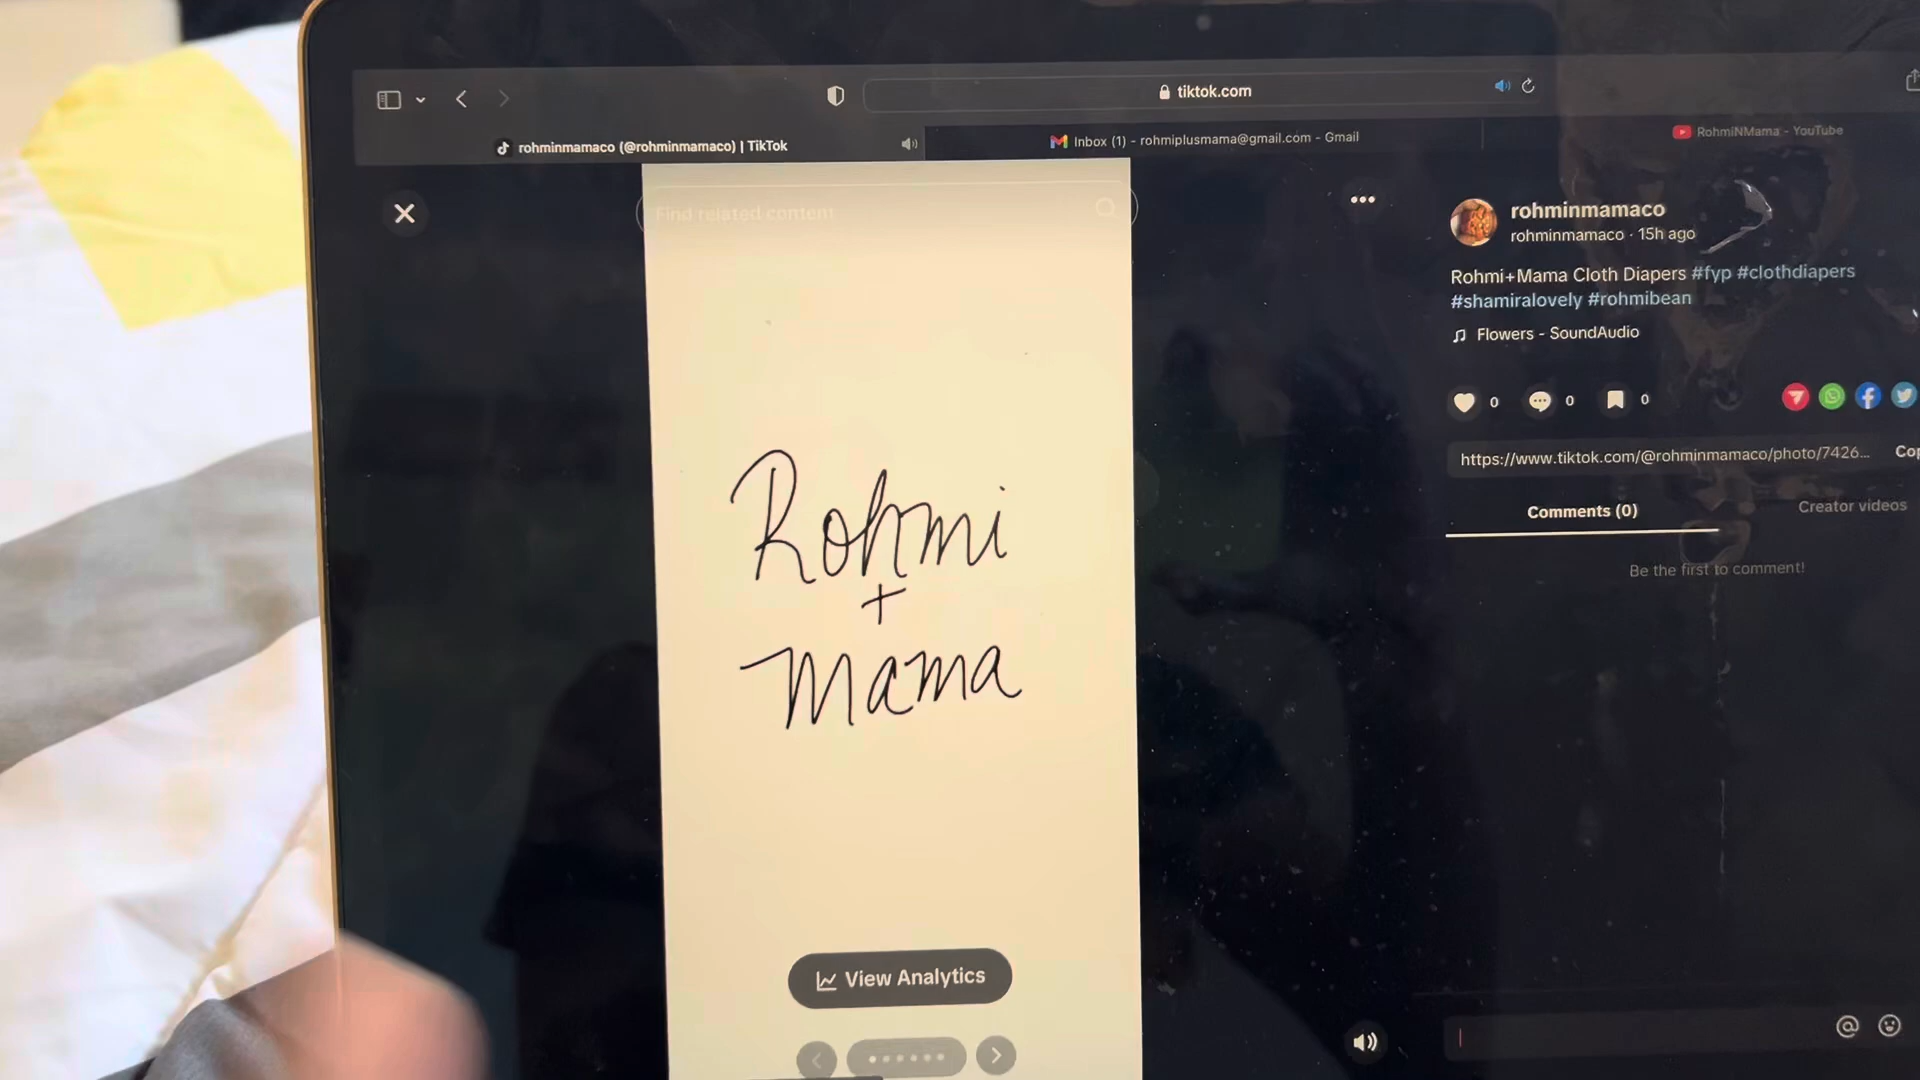 tiktok.com
rohminmamaco (@rohminmamaco) | TikTok
Inbox (1) - rohmiplusmama@gmail.com - Gmail
RohmiNMama - YouTube
Find related content
Rohmi
+
Mama
View Analytics
rohminmamaco
rohminmamaco · 15h ago
Rohmi+Mama Cloth Diapers #fyp #clothdiapers
#shamiralovely #rohmibean
Flowers - SoundAudio
0 0 0
https://www.tiktok.com/@rohminmamaco/photo/7426...
Comments (0) Creator videos
Be the first to comment!